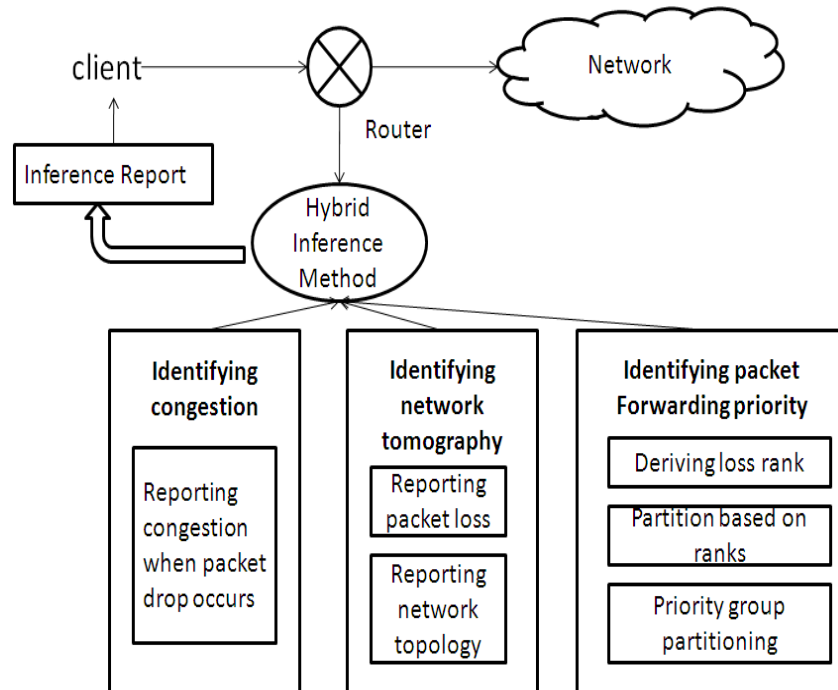 client
Network
Router
Inference Report
Hybrid
Inference
Method
Identifying
congestion
Reporting
congestion
when packet
drop occurs
Identifying
network
tomography
Reporting
packet loss
Reporting
network
topology
Identifying packet
Forwarding priority
Deriving loss rank
Partition based on
ranks
Priority group
partitioning